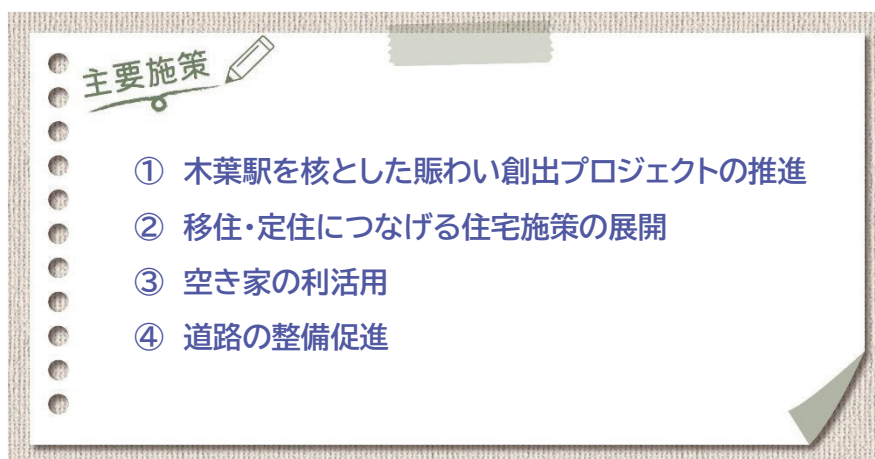 主要施策
① 木葉駅を核とした賑わい創出プロジェクトの推進
② 移住・定住につなげる住宅施策の展開
③ 空き家の利活用
④ 道路の整備促進